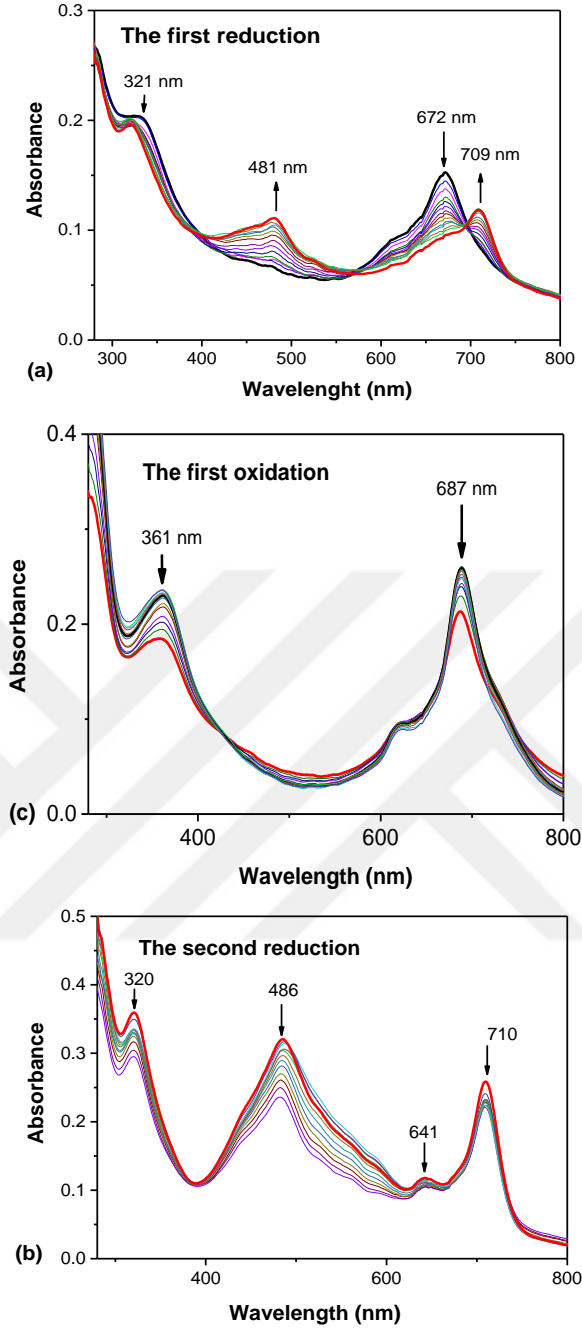 The first reduction
321 nm
481 nm
672 nm
709 nm
Absorbance
0.3
0.2
0.1
0.0
300 400 500 600 700 800
(a)
Wavelenght (nm)
The first oxidation
361 nm
687 nm
Absorbance
0.4
0.2
0.0
400 600 800
(c)
Wavelength (nm)
The second reduction
320
486
641
710
Absorbance
0.5
0.4
0.3
0.2
0.1
0.0
400 600 800
(b)
Wavelength (nm)